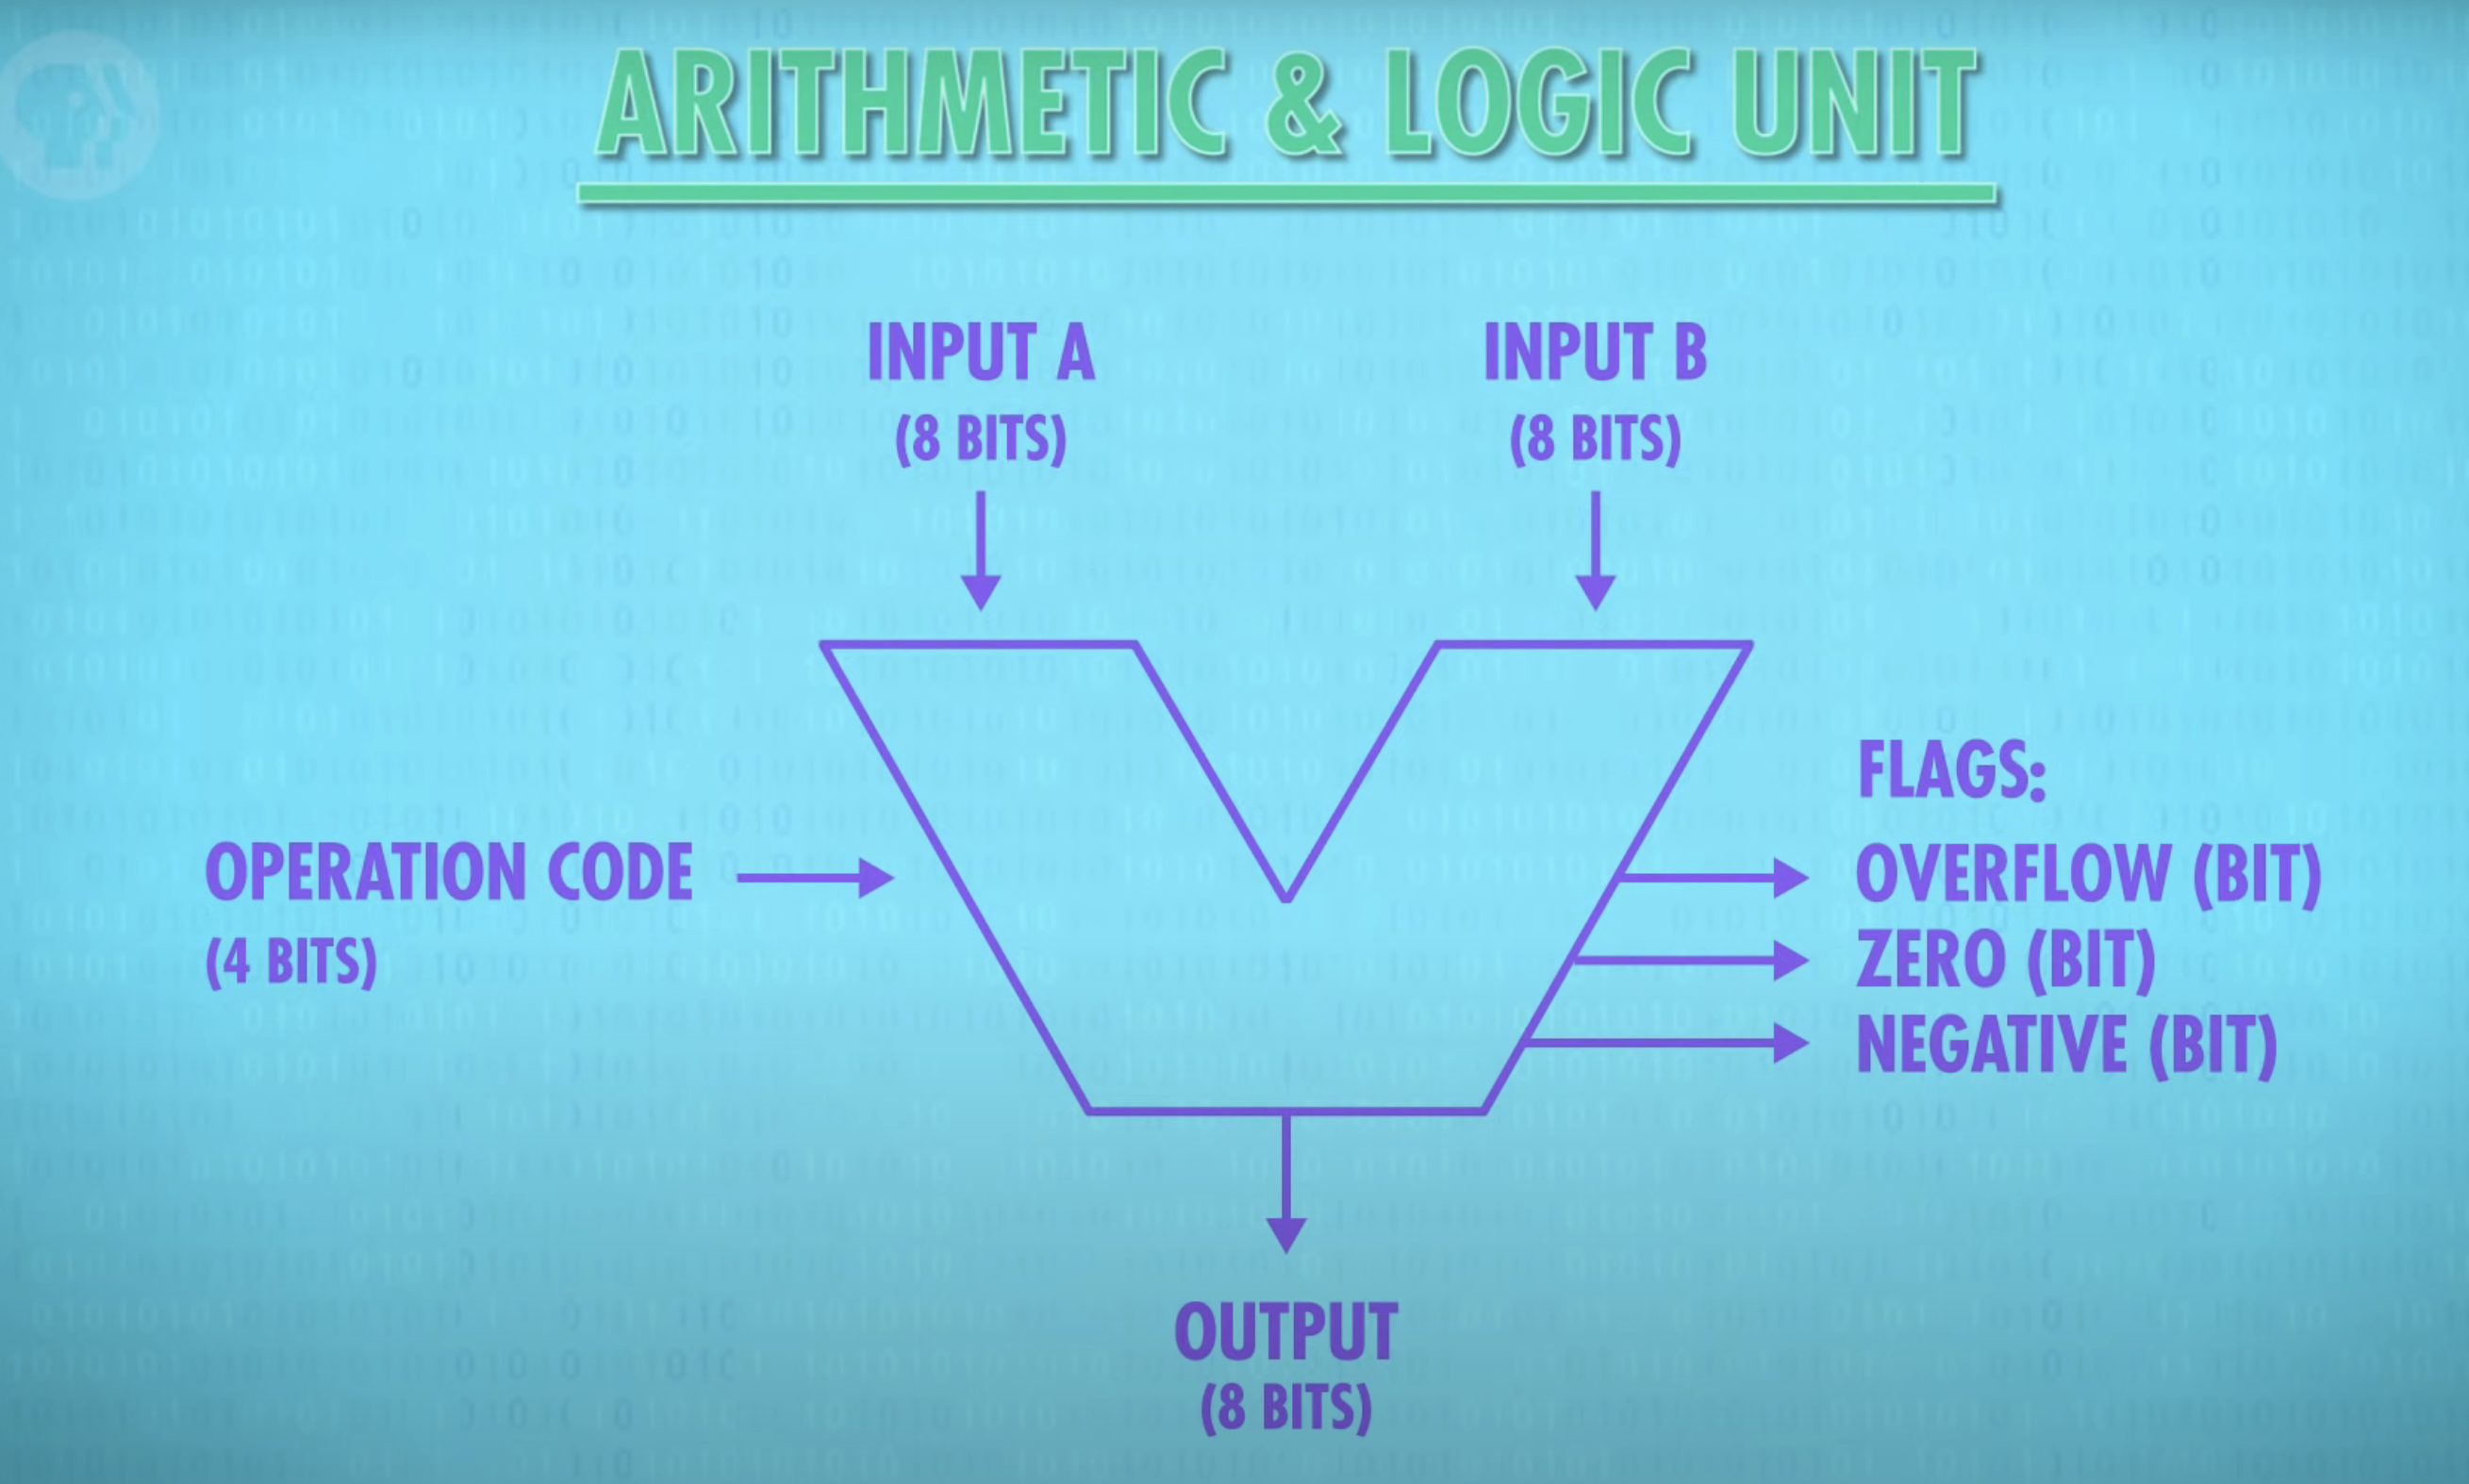 ARITHMETIC & LOGIC UNIT
INPUT A
(8 BITS)
INPUT B
(8 BITS)
OPERATION CODE
(4 BITS)
FLAGS:
OVERFLOW (BIT)
ZERO (BIT)
NEGATIVE (BIT)
OUTPUT
(8 BITS)